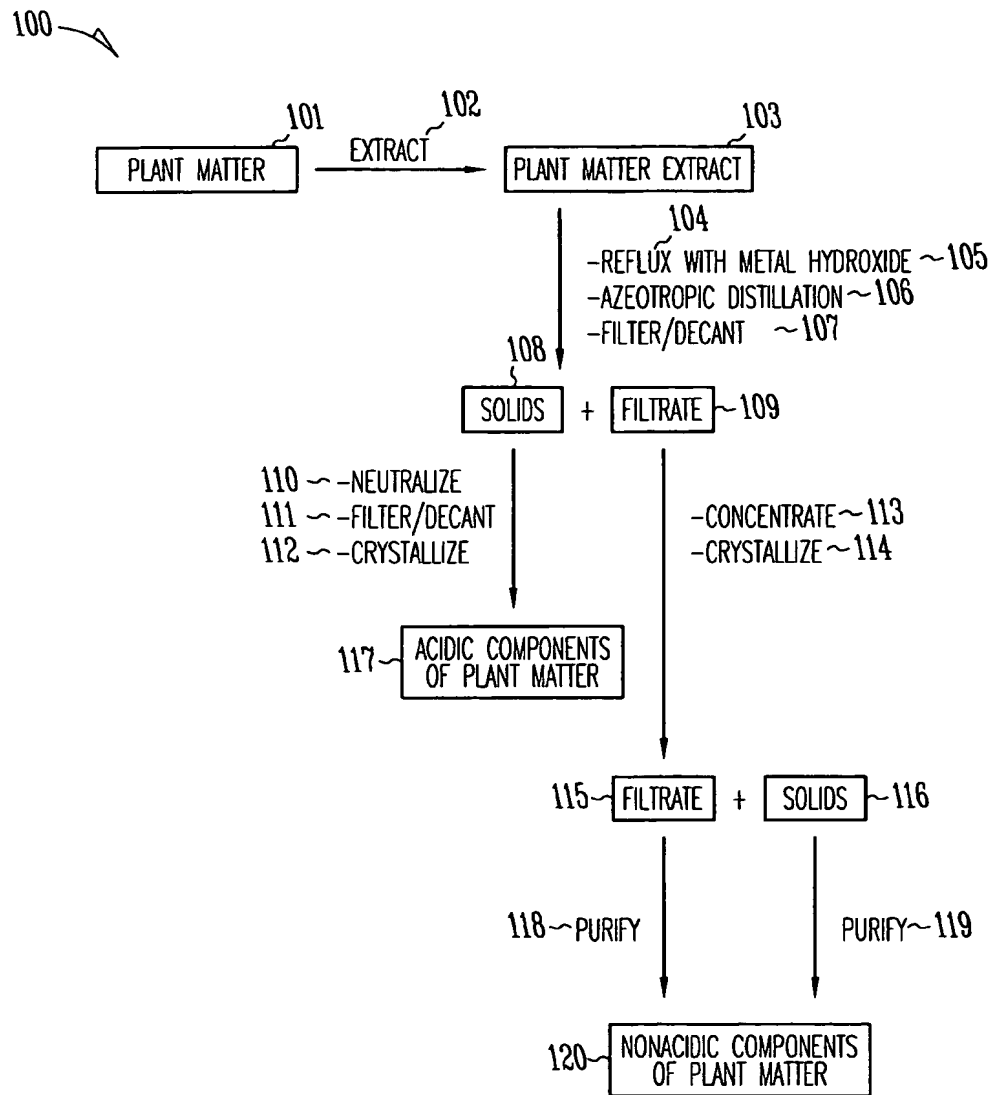 100
101
EXTRACT 102
103
PLANT MATTER
PLANT MATTER EXTRACT
104
-REFLUX WITH METAL HYDROXIDE ~105
-AZEOTROPIC DISTILLATION~106
-FILTER/DECANT ~107
108
SOLIDS + FILTRATE ~109
110 ~ -NEUTRALIZE
111 ~ -FILTER/DECANT
112 ~ -CRYSTALLIZE
-CONCENTRATE~113
-CRYSTALLIZE~114
117~ ACIDIC COMPONENTS
OF PLANT MATTER
115~ FILTRATE + SOLIDS ~116
118~PURIFY
PURIFY~119
120~ NONACIDIC COMPONENTS
OF PLANT MATTER